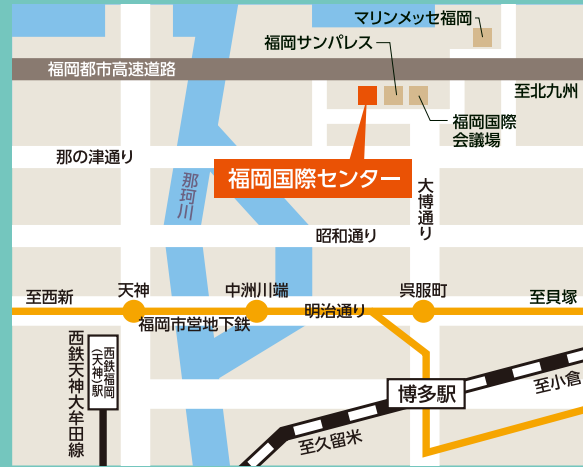 マリンメッセ福岡
福岡サンパレス
福岡都市高速道路
至北九州
福岡国際
会議場
那の津通り
福岡国際センター
那珂川
大博通り
昭和通り
至西新
天神
中洲川端
明治通り
呉服町
至貝塚
福岡市営地下鉄
西鉄天神大牟田線
西鉄福岡
(天神)駅
博多駅
至小倉
至久留米